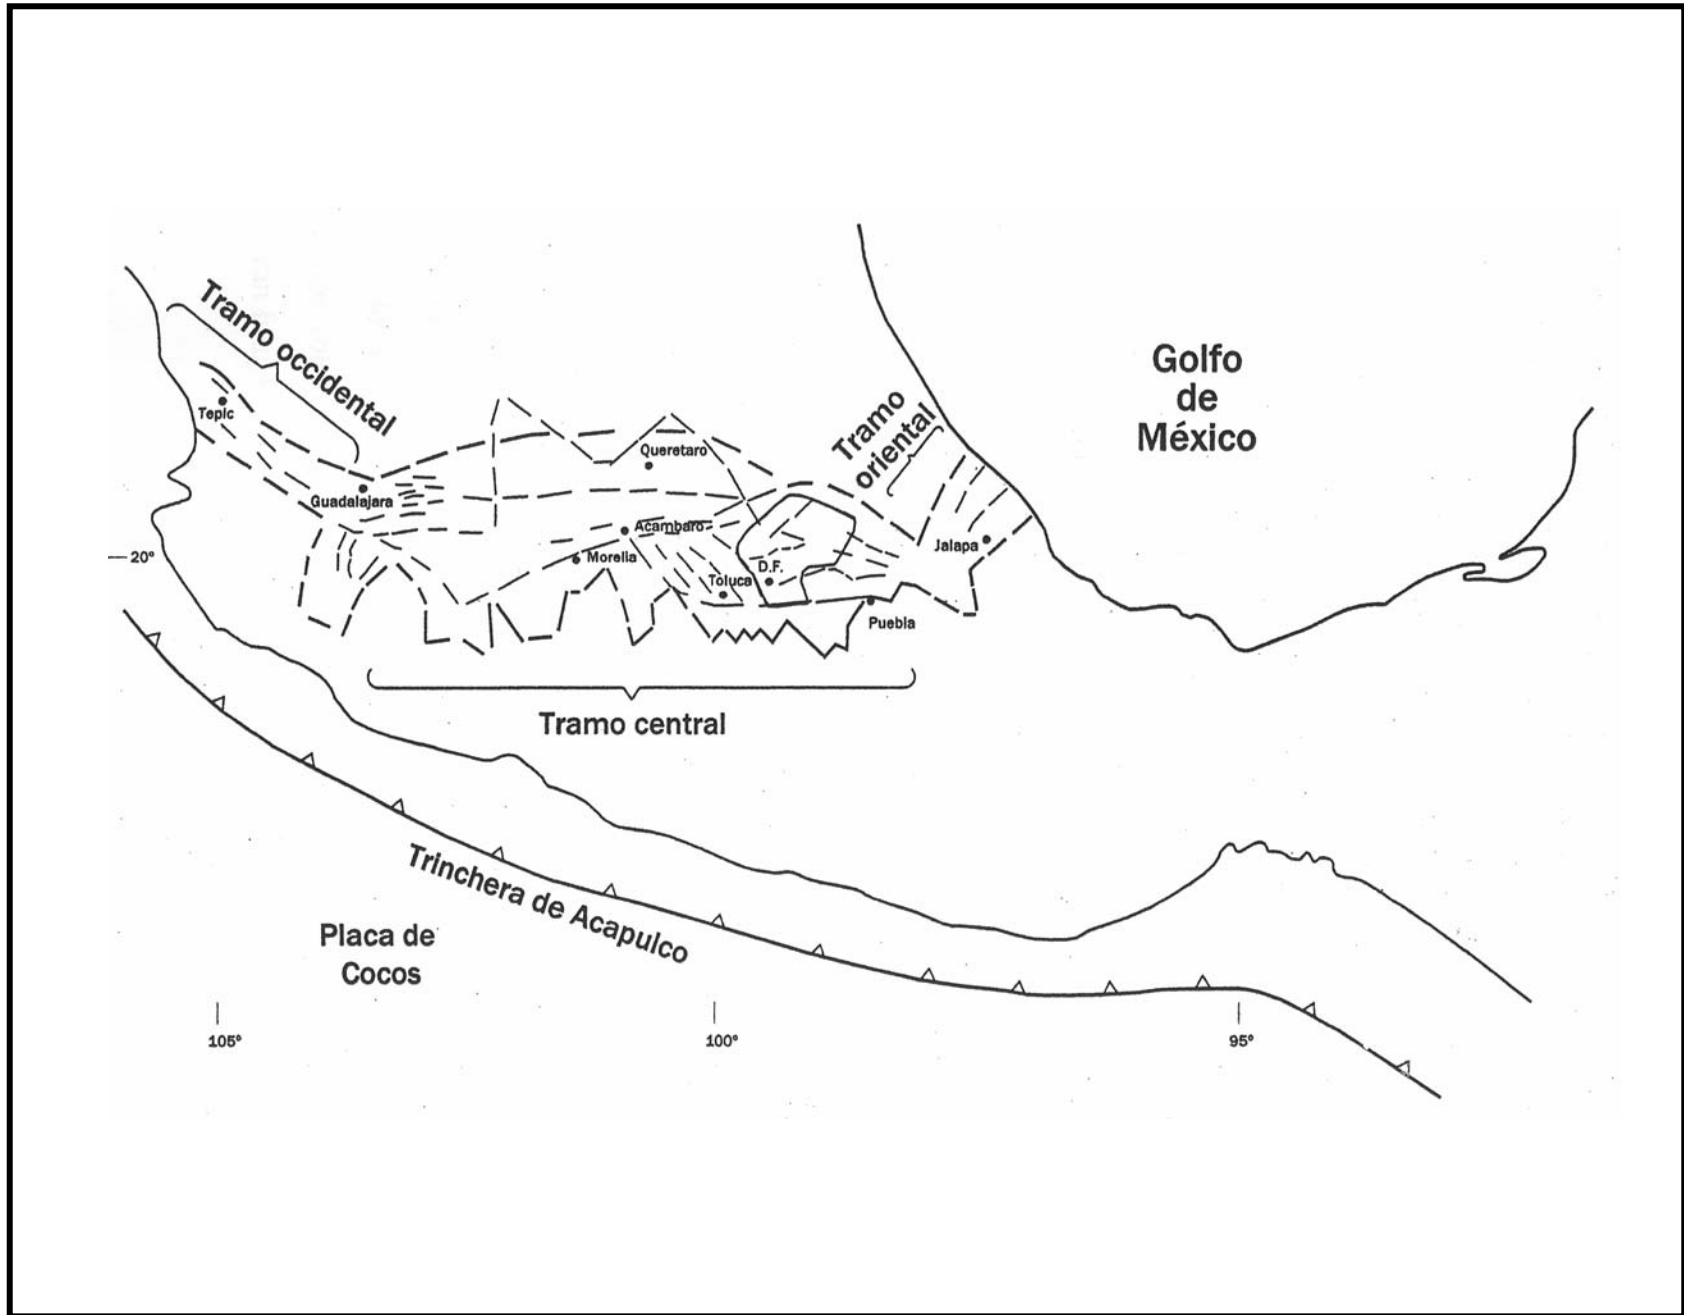 Tramo occidental
Golfo
de
México
Tramo
oriental
Tepic
Queretaro
Guadalajara
Acambaro
Jalapa
20°
Morelia
D.F.
Toluca
Puebla
Tramo central
Trinchera de Acapulco
Placa de
Cocos
105°
100°
95°